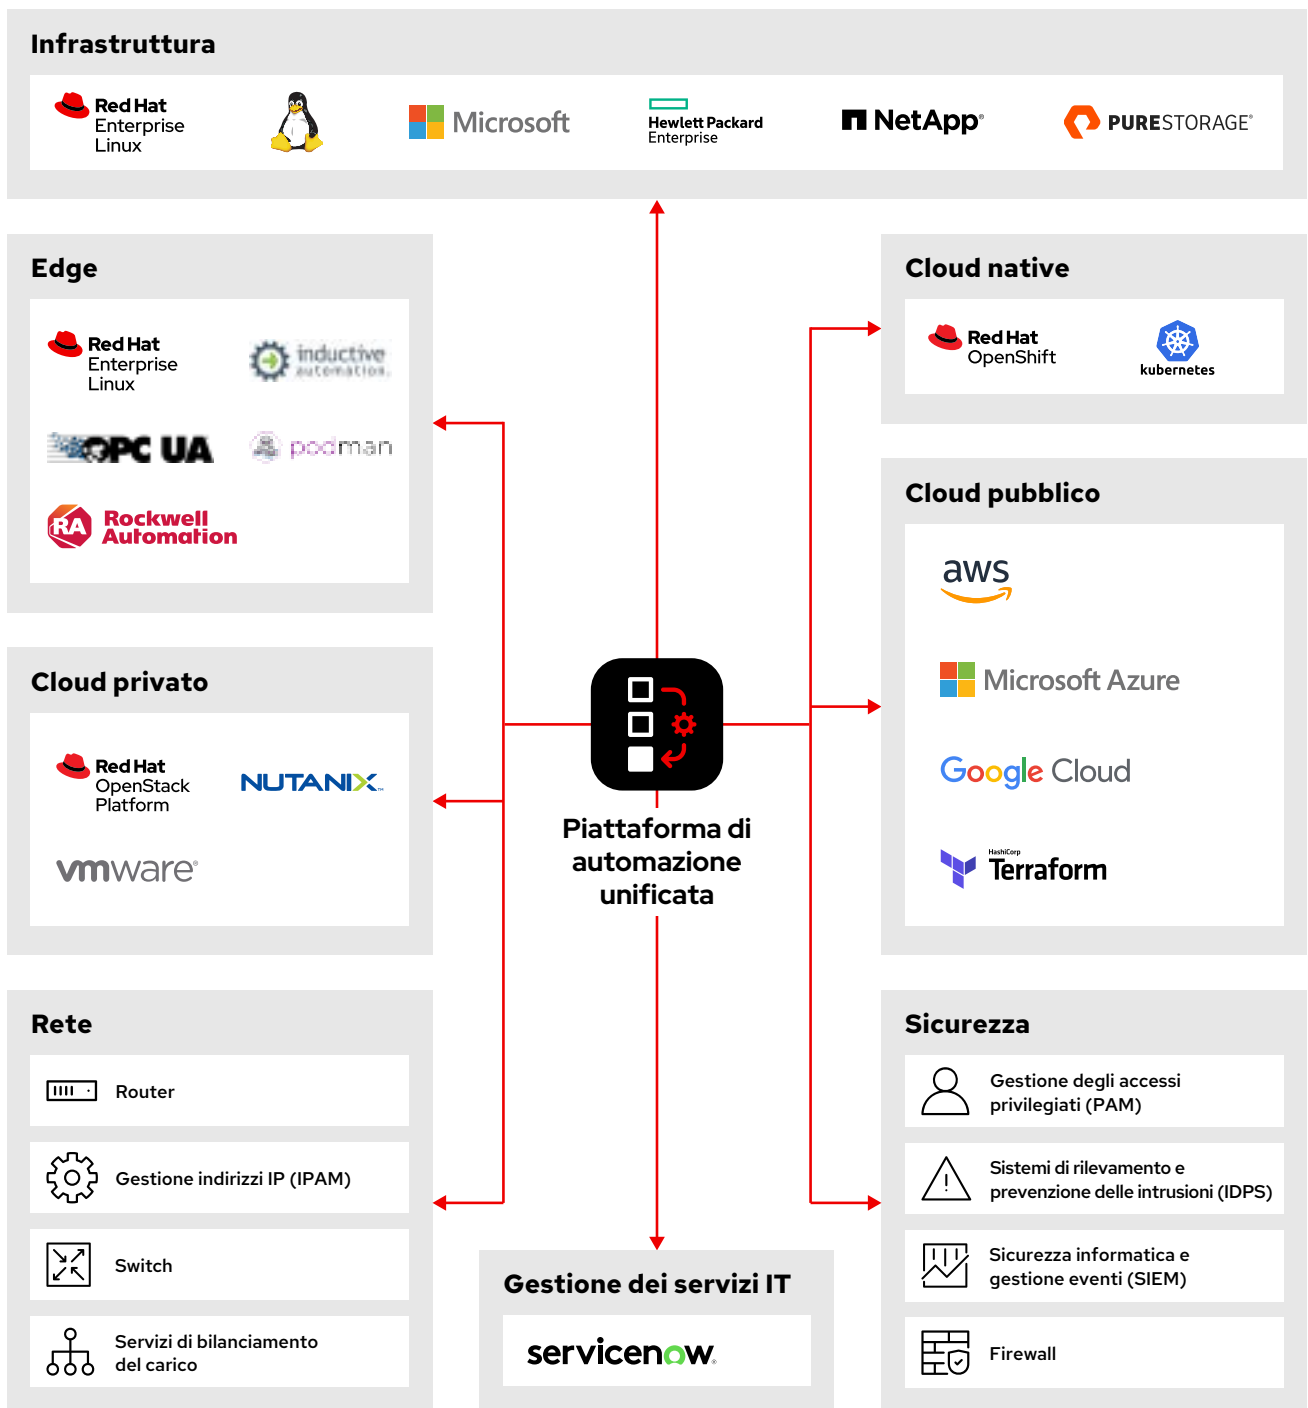 Infrastruttura
Red Hat
Enterprise
Linux
Microsoft
Hewlett Packard
Enterprise
NetApp®
PURESTORAGE®
Edge
Red Hat
Enterprise
Linux
inductive
automation.
OPC UA
podman
RA
Rockwell
Automation
Cloud privato
Red Hat
OpenStack
Platform
NUTANIX™
vmware®
Rete
Router
Gestione indirizzi IP (IPAM)
Switch
Servizi di bilanciamento
del carico
Piattaforma di
automazione
unificata
Gestione dei servizi IT
servicenow®
Cloud native
Red Hat
OpenShift
kubernetes
Cloud pubblico
aws
Microsoft Azure
Google Cloud
HashiCorp
Terraform
Sicurezza
Gestione degli accessi
privilegiati (PAM)
Sistemi di rilevamento e
prevenzione delle intrusioni (IDPS)
Sicurezza informatica e
gestione eventi (SIEM)
Firewall